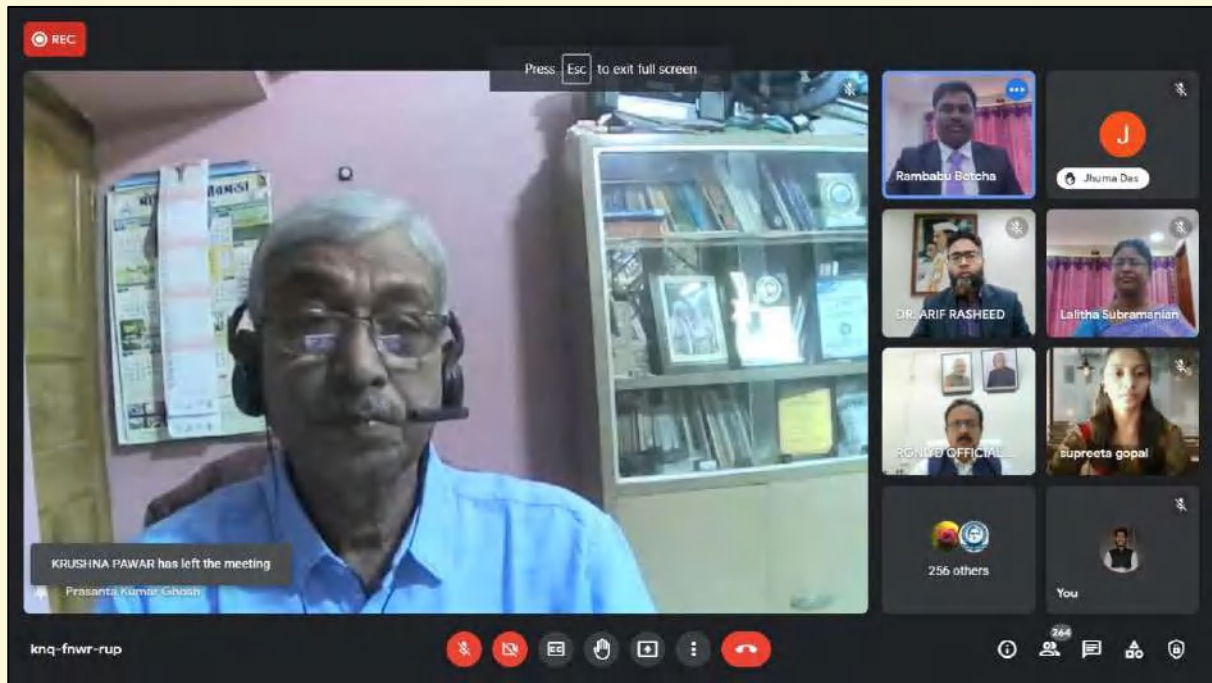 REC
Press Esc to exit full screen
Rambabu Botcha
J
Jhuma Das
DR. ARIF RASHEED
Lalitha Subramanian
RGNIYD OFFICIAL ...
supreeta gopal
KRUSHNA PAWAR has left the meeting
Prasanta Kumar Ghosh
256 others
You
knq-fnwr-rup
CC
264